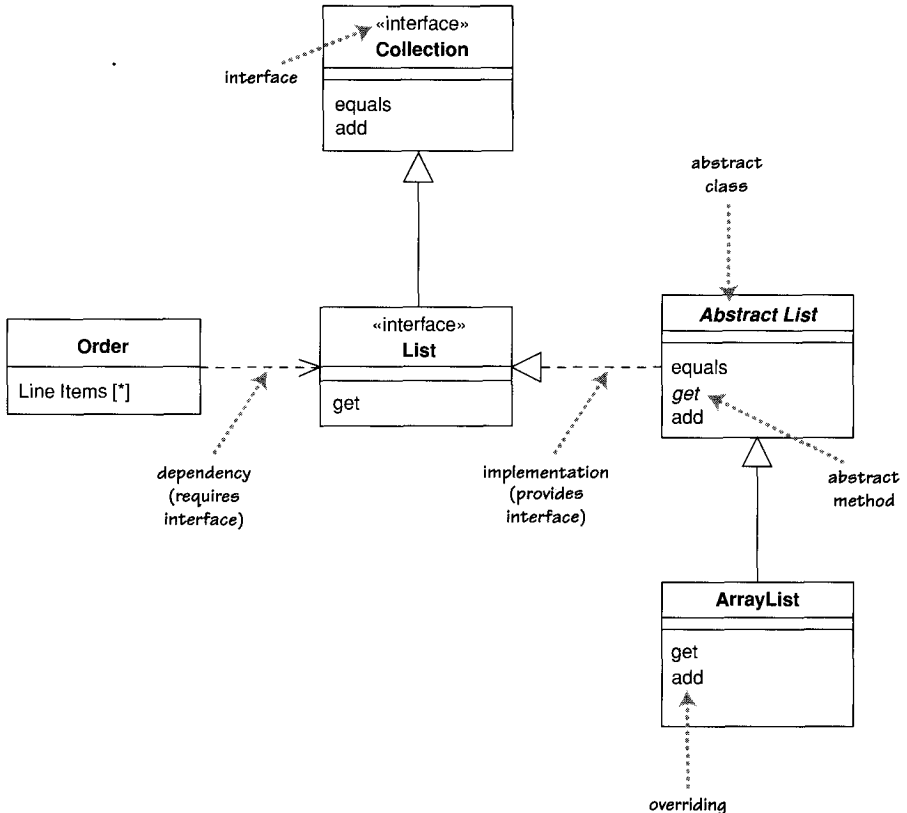 «interface»
Collection
interface
equals
add
abstract
class
«interface»
List
Abstract List
Order
equals
Line Items [*]
get
get
add
dependency
(requires
interface)
implementation
(provides
interface)
abstract
method
ArrayList
get
add
overriding